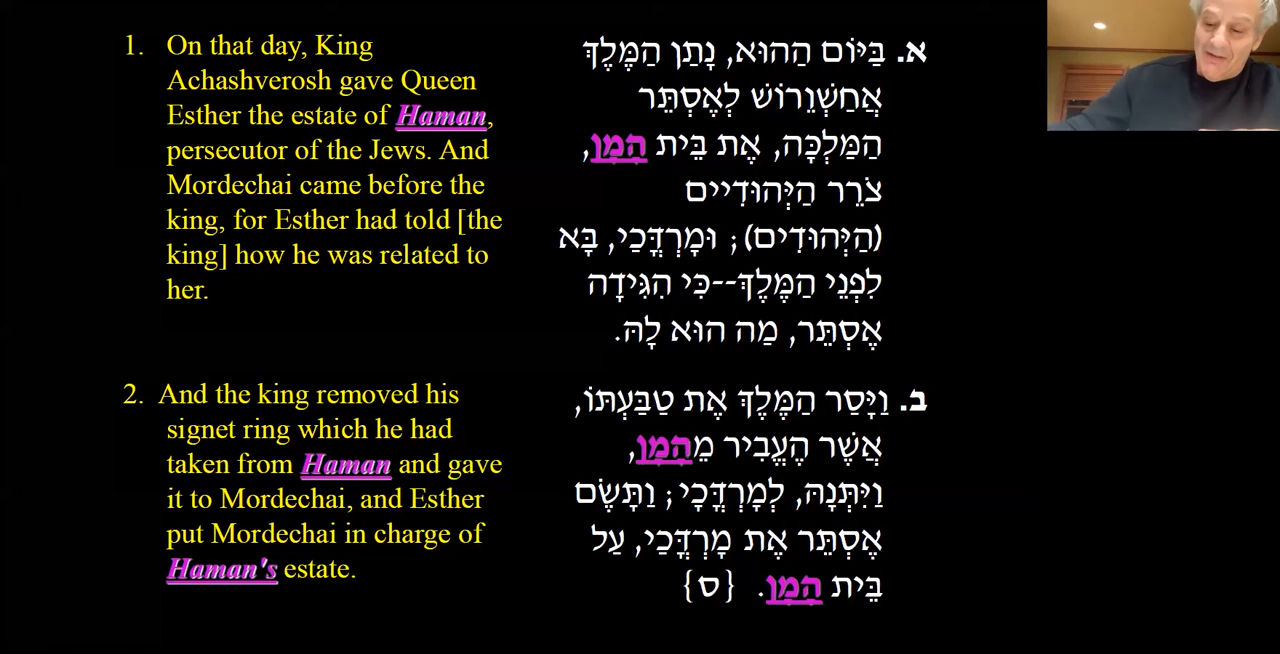 1. On that day, King
Achashverosh gave Queen
Esther the estate of Haman,
persecutor of the Jews. And
Mordechai came before the
king, for Esther had told [the
king] how he was related to
her.
א. בַּיּוֹם הַהוּא, נָתַן הַמֶּלֶךְ
אֲחַשְׁוֵרוֹשׁ לְאֶסְתֵּר
הַמַּלְכָּה, אֶת בֵּית הָמָן,
צֹרֵר הַיְּהוּדִיים
(הַיְּהוּדִים); וּמָרְדֳּכַי, בָּא
לִפְנֵי הַמֶּלֶךְ--כִּי הִגִּידָה
אֶסְתֵּר, מַה הוּא לָהּ.
2. And the king removed his
signet ring which he had
taken from Haman and gave
it to Mordechai, and Esther
put Mordechai in charge of
Haman's estate.
ב. וַיָּסַר הַמֶּלֶךְ אֶת טַבַּעְתּוֹ,
אֲשֶׁר הֶעֱבִיר מֵהָמָן,
וַיִּתְּנָהּ, לְמָרְדֳּכָי; וַתָּשֶׂם
אֶסְתֵּר אֶת מָרְדֳּכַי, עַל
בֵּית הָמָן. {ס}